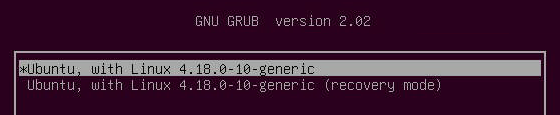 GNU GRUB  version 2.02
*Ubuntu, with Linux 4.18.0-10-generic
Ubuntu, with Linux 4.18.0-10-generic (recovery mode)